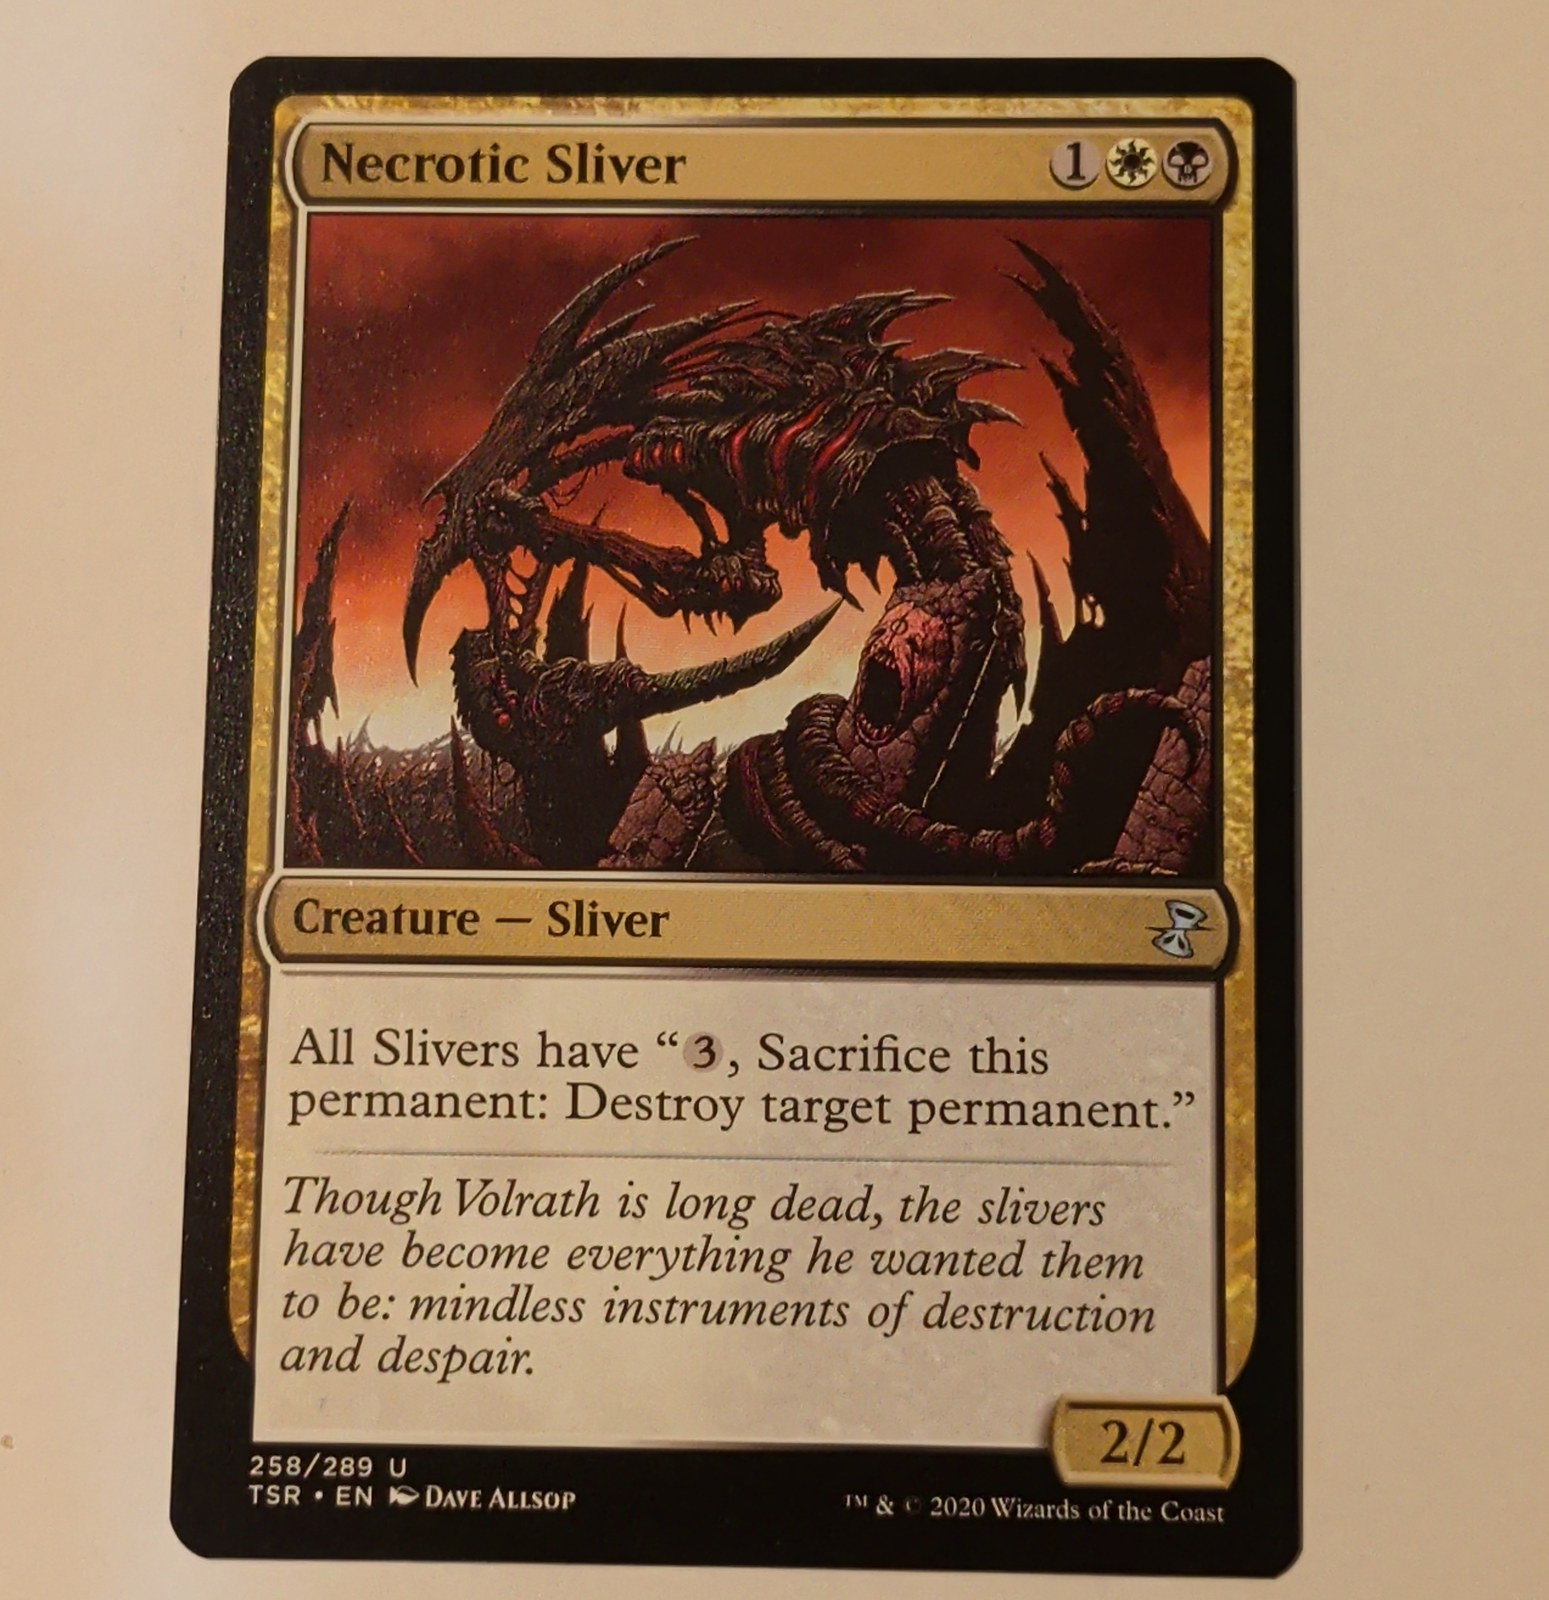 Necrotic Sliver 1
Creature — Sliver
All Slivers have “3, Sacrifice this
permanent: Destroy target permanent.”
Though Volrath is long dead, the slivers
have become everything he wanted them
to be: mindless instruments of destruction
and despair.
2/2
258/289 U
TSR • EN DAVE ALLSOP
™ & © 2020 Wizards of the Coast